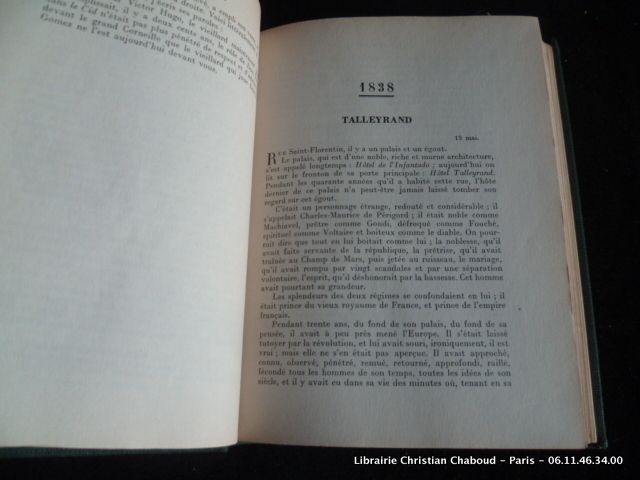 Gomez ne l'est aujourd'hui devant vous.
1838
TALLEYRAND
13 mai.
RUE Saint-Florentin, il y a un palais et un égout.
Le palais, qui est d'une noble, riche et morne architecture,
s'est appelé longtemps : Hôtel de l'Infantado ; aujourd'hui on
lit sur le fronton de sa porte principale : Hôtel Talleyrand.
Pendant les quarante années qu'il a habité cette rue, l'hôte
dernier de ce palais n'a peut-être jamais laissé tomber son
regard sur cet égout.
C'était un personnage étrange, redouté et considérable ; il
s'appelait Charles-Maurice de Périgord ; il était noble comme
Machiavel, prêtre comme Gondi, défroqué comme Fouché,
spirituel comme Voltaire et boiteux comme le diable. On pour-
rait dire que tout en lui boitait comme lui ; la noblesse, qu'il
avait faite servante de la république, la prêtrise, qu'il avait
traînée au Champ de Mars, puis jetée au ruisseau, le mariage,
qu'il avait rompu par vingt scandales et par une séparation
volontaire, l'esprit, qu'il déshonorait par la bassesse. Cet homme
avait pourtant sa grandeur.
Les splendeurs des deux régimes se confondaient en lui ; il
était prince du vieux royaume de France, et prince de l'empire
français.
Pendant trente ans, du fond de son palais, du fond de sa
pensée, il avait à peu près mené l'Europe. Il s'était laissé
tutoyer par la révolution, et lui avait souri, ironiquement, il est
vrai ; mais elle ne s'en était pas aperçue. Il avait approché,
connu, observé, pénétré, remué, retourné, approfondi, raillé,
fécondé tous les hommes de son temps, toutes les idées de son
siècle, et il y avait eu dans sa vie des minutes où, tenant en sa
Librairie Christian Chaboud - Paris - 06.11.46.34.00